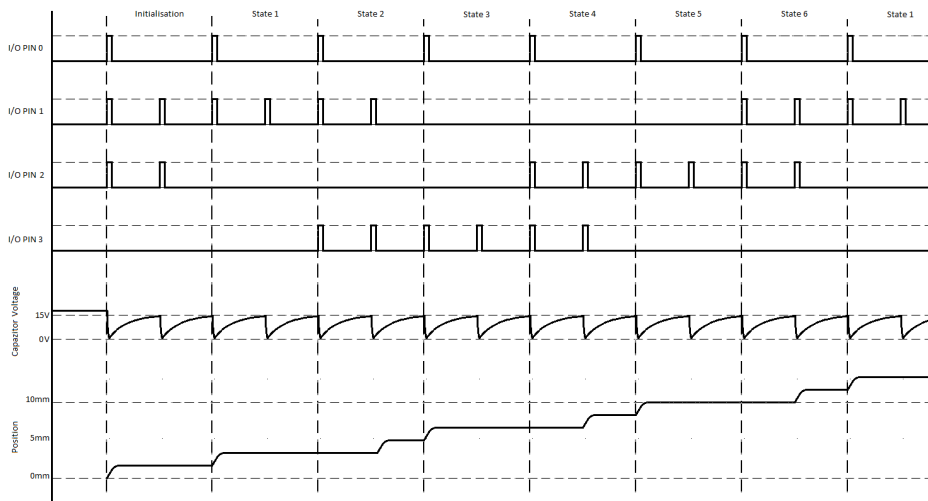 Initialisation State 1 State 2 State 3 State 4 State 5 State 6 State 1
I/O PIN 0
I/O PIN 1
I/O PIN 2
I/O PIN 3
Capazitor Voltage
15V
0V
Position
10mm
5mm
0mm